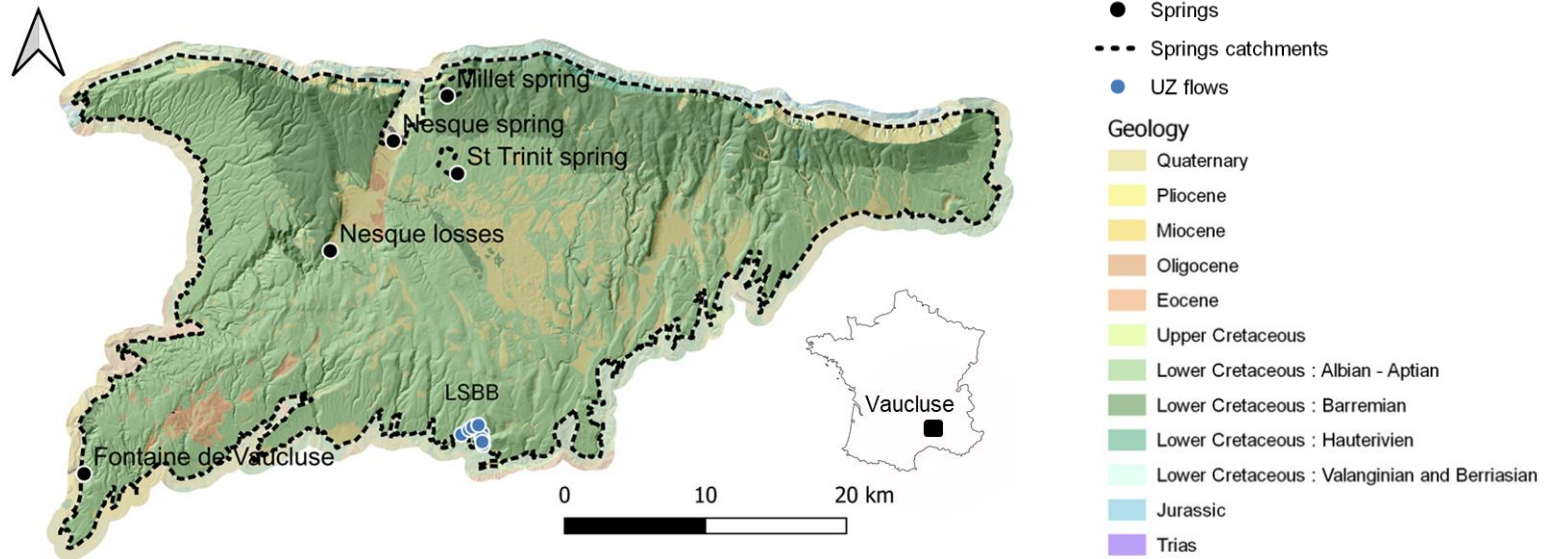 Millet spring
Nesque spring
St Trinit spring
Nesque losses
LSBB
Fontaine de Vaucluse
0 10 20 km
Vaucluse
Springs
Springs catchments
UZ flows
Geology
Quaternary
Pliocene
Miocene
Oligocene
Eocene
Upper Cretaceous
Lower Cretaceous : Albian - Aptian
Lower Cretaceous : Barremian
Lower Cretaceous : Hauterivien
Lower Cretaceous : Valanginian and Berriasian
Jurassic
Trias